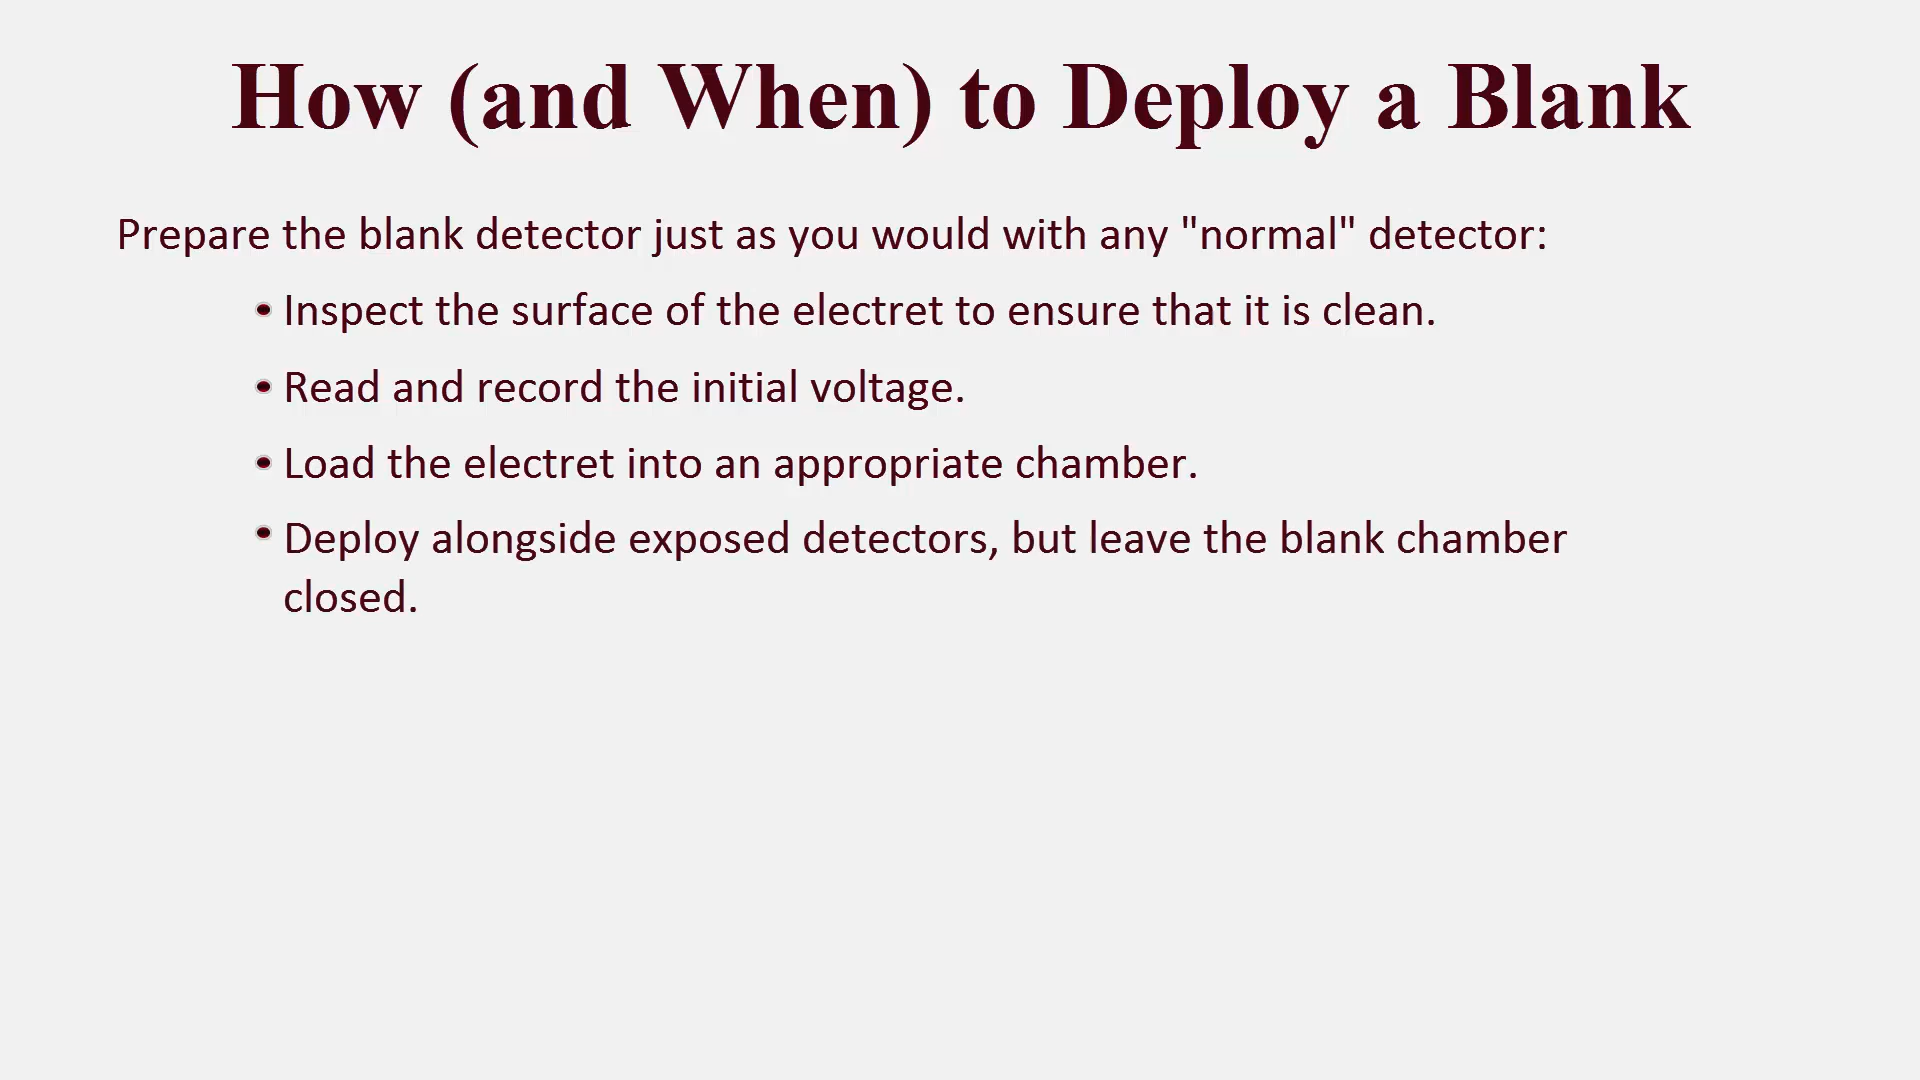 How (and When) to Deploy a Blank
Prepare the blank detector just as you would with any "normal" detector:
• Inspect the surface of the electret to ensure that it is clean.
• Read and record the initial voltage.
• Load the electret into an appropriate chamber.
• Deploy alongside exposed detectors, but leave the blank chamber
closed.